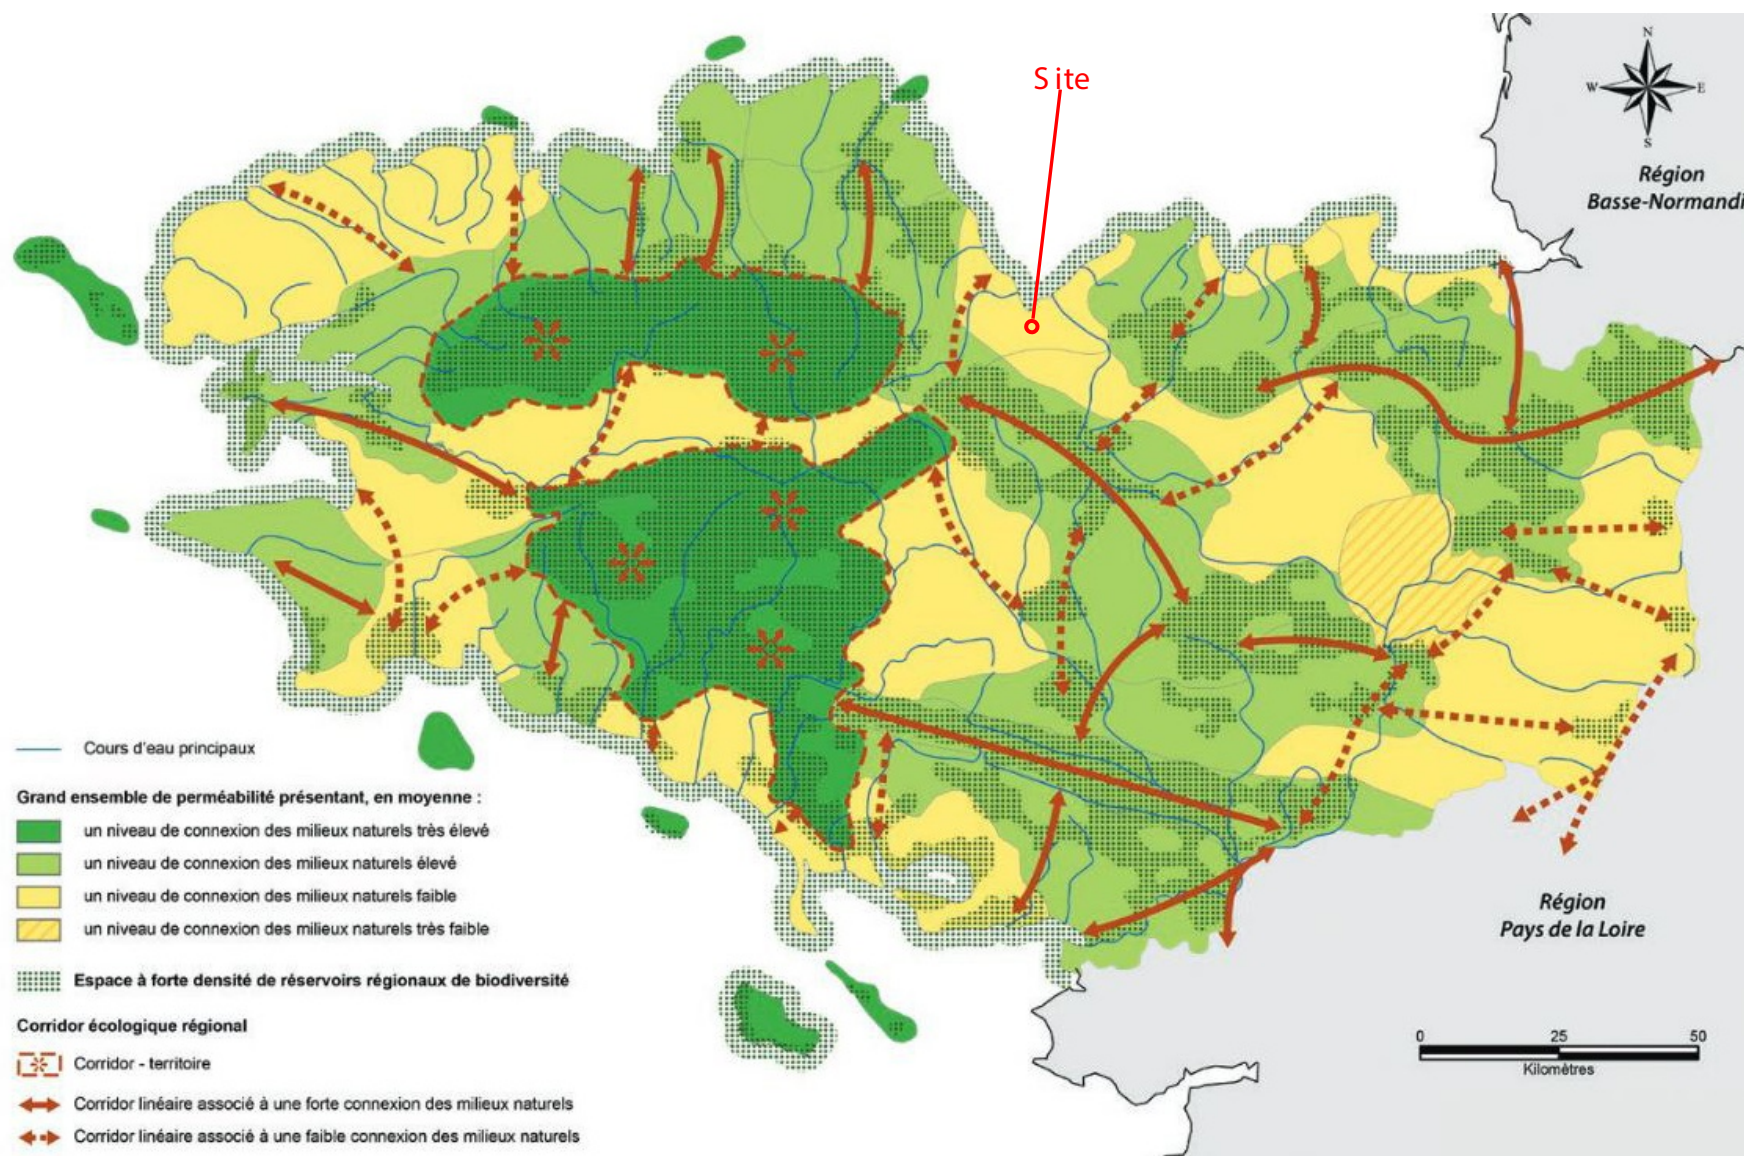 Site
N
W
E
S
Région
Basse-Normandi
Cours d'eau principaux
Grand ensemble de perméabilité présentant, en moyenne :
un niveau de connexion des milieux naturels très élevé
un niveau de connexion des milieux naturels élevé
un niveau de connexion des milieux naturels faible
un niveau de connexion des milieux naturels très faible
Espace à forte densité de réservoirs régionaux de biodiversité
Corridor écologique régional
Corridor - territoire
Corridor linéaire associé à une forte connexion des milieux naturels
Corridor linéaire associé à une faible connexion des milieux naturels
Région
Pays de la Loire
0 25 50
Kilomètres